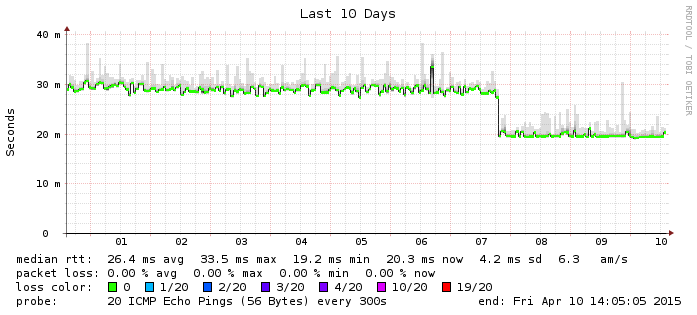 Last 10 Days
RRDTOOL / TOBI OETIKER
Seconds
40 m
30 m
20 m
10 m
0
01 02 03 04 05 06 07 08 09 10
median rtt: 26.4 ms avg 33.5 ms max 19.2 ms min 20.3 ms now 4.2 ms sd 6.3 am/s
packet loss: 0.00 % avg 0.00 % max 0.00 % min 0.00 % now
loss color: 0 1/20 2/20 3/20 4/20 10/20 19/20
probe: 20 ICMP Echo Pings (56 Bytes) every 300s end: Fri Apr 10 14:05:05 2015